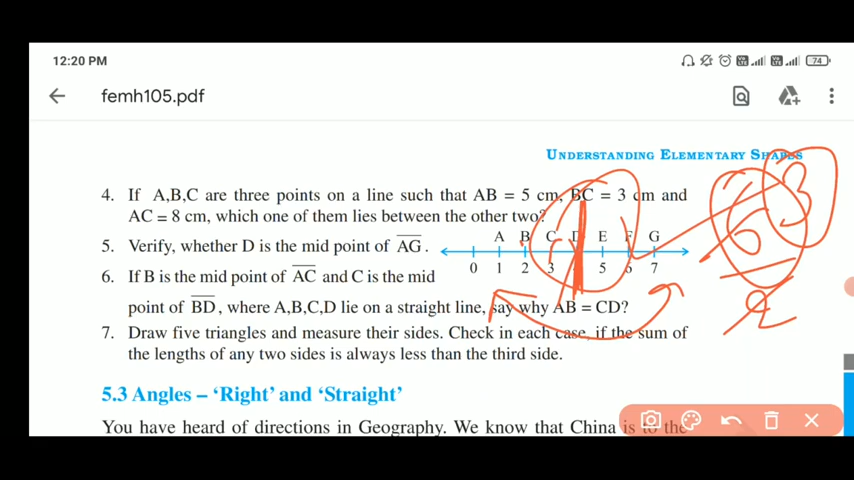 12:20 PM
74
femh105.pdf
UNDERSTANDING ELEMENTARY SHAPES
4. If A,B,C are three points on a line such that AB = 5 cm, BC = 3 cm and
AC = 8 cm, which one of them lies between the other two?
5. Verify, whether D is the mid point of AG.
A B C D E F G
0 1 2 3 5 6 7
6. If B is the mid point of AC and C is the mid
point of BD, where A,B,C,D lie on a straight line, say why AB = CD?
7. Draw five triangles and measure their sides. Check in each case, if the sum of
the lengths of any two sides is always less than the third side.
5.3 Angles – ‘Right’ and ‘Straight’
You have heard of directions in Geography. We know that China is to the
6
2
3